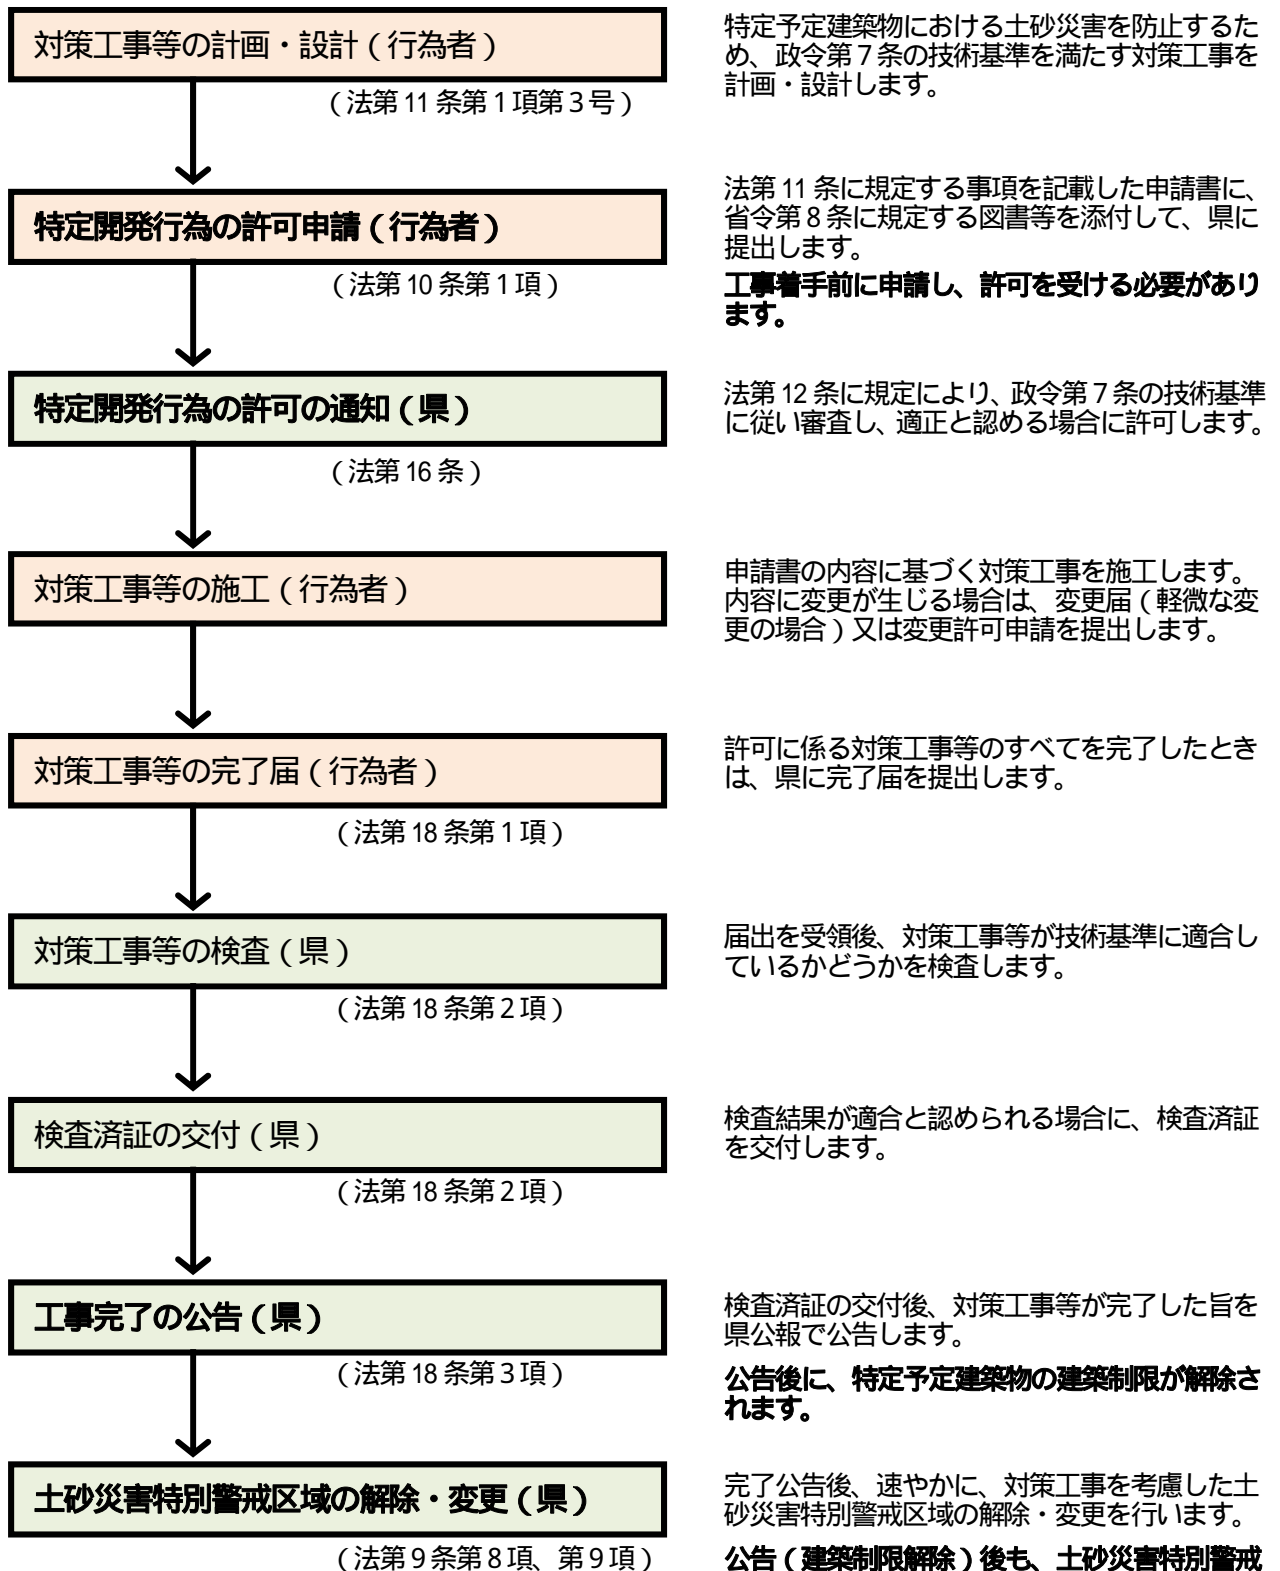 対策工事等の計画・設計（行為者）
（法第11条第1項第3号）
特定予定建築物における土砂災害を防止するた
め、政令第7条の技術基準を満たす対策工事を
計画・設計します。
特定開発行為の許可申請（行為者）
（法第10条第1項）
法第11条に規定する事項を記載した申請書に、
省令第8条に規定する図書等を添付して、県に
提出します。
工事着手前に申請し、許可を受ける必要があり
ます。
特定開発行為の許可の通知（県）
（法第16条）
法第12条に規定により、政令第7条の技術基準
に従い審査し、適正と認める場合に許可します。
対策工事等の施工（行為者）
申請書の内容に基づく対策工事を施工します。
内容に変更が生じる場合は、変更届（軽微な変
更の場合）又は変更許可申請を提出します。
対策工事等の完了届（行為者）
（法第18条第1項）
許可に係る対策工事等のすべてを完了したとき
は、県に完了届を提出します。
対策工事等の検査（県）
（法第18条第2項）
届出を受領後、対策工事等が技術基準に適合し
ているかどうかを検査します。
検査済証の交付（県）
（法第18条第2項）
検査結果が適合と認められる場合に、検査済証
を交付します。
工事完了の公告（県）
（法第18条第3項）
検査済証の交付後、対策工事等が完了した旨を
県公報で公告します。
公告後に、特定予定建築物の建築制限が解除さ
れます。
土砂災害特別警戒区域の解除・変更（県）
（法第9条第8項、第9項）
完了公告後、速やかに、対策工事を考慮した土
砂災害特別警戒区域の解除・変更を行います。
公告（建築制限解除）後も、土砂災害特別警戒